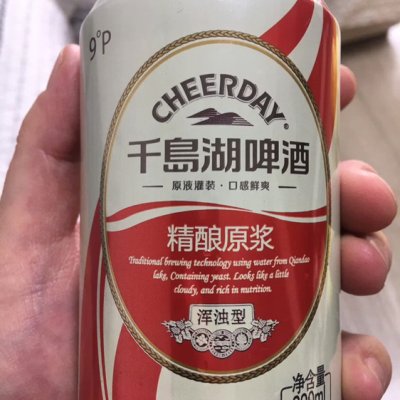 9°P
CHEERDAY®
千島湖啤酒
原液灌装·口感鲜爽
精酿原浆
Traditional brewing technology using water from Qiandao
lake, Containing yeast. Looks like a little
cloudy, and rich in nutrition.
浑浊型
净含量